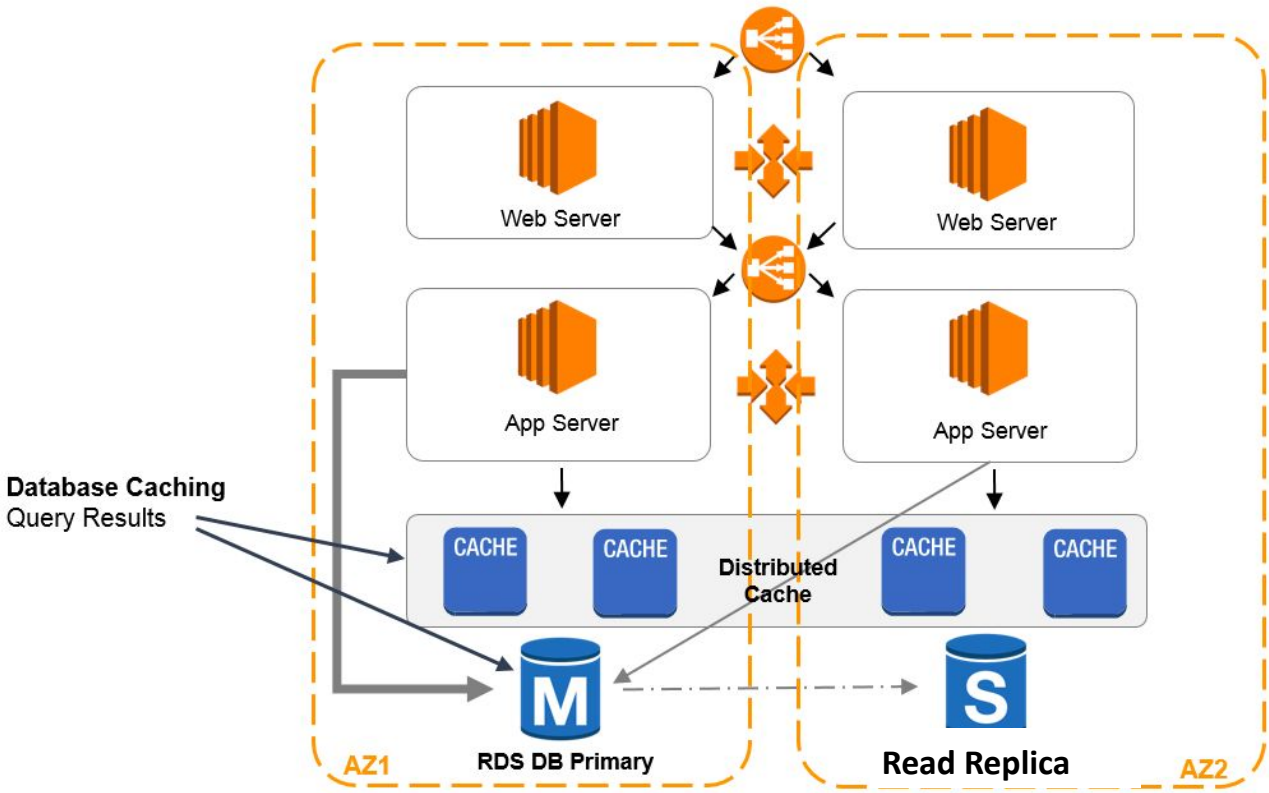 Web Server
Web Server
App Server
App Server
Database Caching
Query Results
CACHE
CACHE
Distributed
Cache
CACHE
CACHE
M
S
RDS DB Primary
Read Replica
AZ1
AZ2